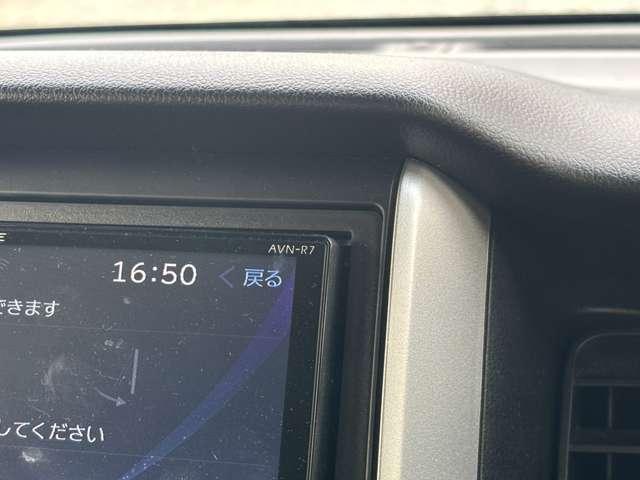 E
AVN-R7
16:50 戻る
できます
してください